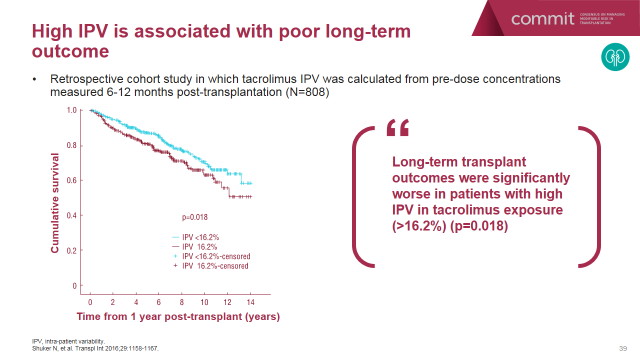 High IPV is associated with poor long-term
outcome
commit
CONSENSUS ON MANAGING
MODIFIABLE RISK IN
TRANSPLANTATION
• Retrospective cohort study in which tacrolimus IPV was calculated from pre-dose concentrations
measured 6-12 months post-transplantation (N=808)
Cumulative survival
1.0
0.8
0.6
0.4
0.2
0
p=0.018
IPV <16.2%
IPV 16.2%
IPV <16.2%-censored
IPV 16.2%-censored
0 2 4 6 8 10 12 14
Time from 1 year post-transplant (years)
“
Long-term transplant
outcomes were significantly
worse in patients with high
IPV in tacrolimus exposure
(>16.2%) (p=0.018)
IPV, intra-patient variability.
Shuker N, et al. Transpl Int 2016;29:1158-1167.
39